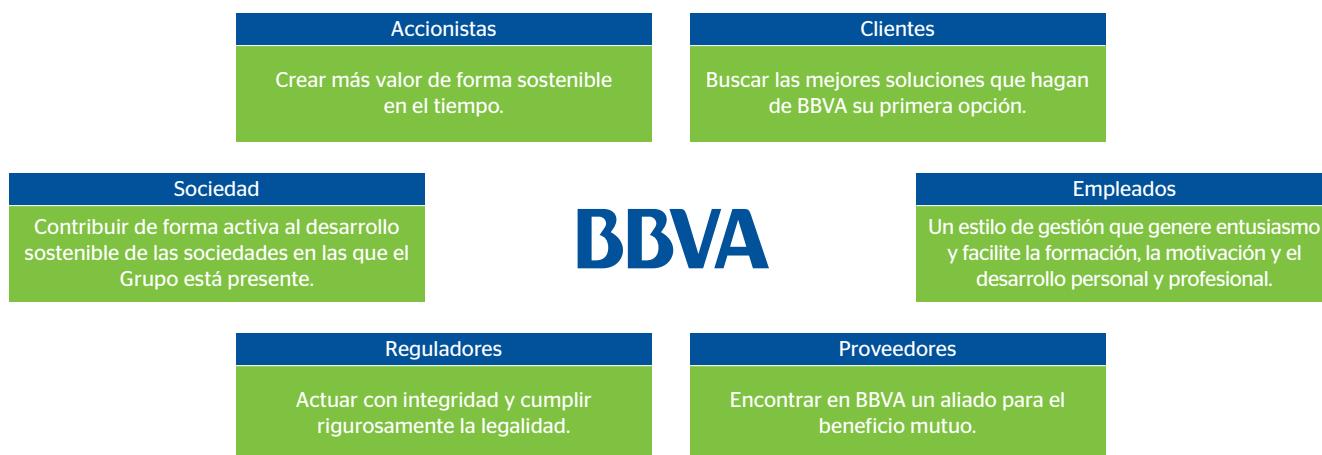 Accionistas
Crear más valor de forma sostenible
en el tiempo.
Clientes
Buscar las mejores soluciones que hagan
de BBVA su primera opción.
Sociedad
Contribuir de forma activa al desarrollo
sostenible de las sociedades en las que el
Grupo está presente.
BBVA
Empleados
Un estilo de gestión que genere entusiasmo
y facilite la formación, la motivación y el
desarrollo personal y profesional.
Reguladores
Actuar con integridad y cumplir
rigurosamente la legalidad.
Proveedores
Encontrar en BBVA un aliado para el
beneficio mutuo.